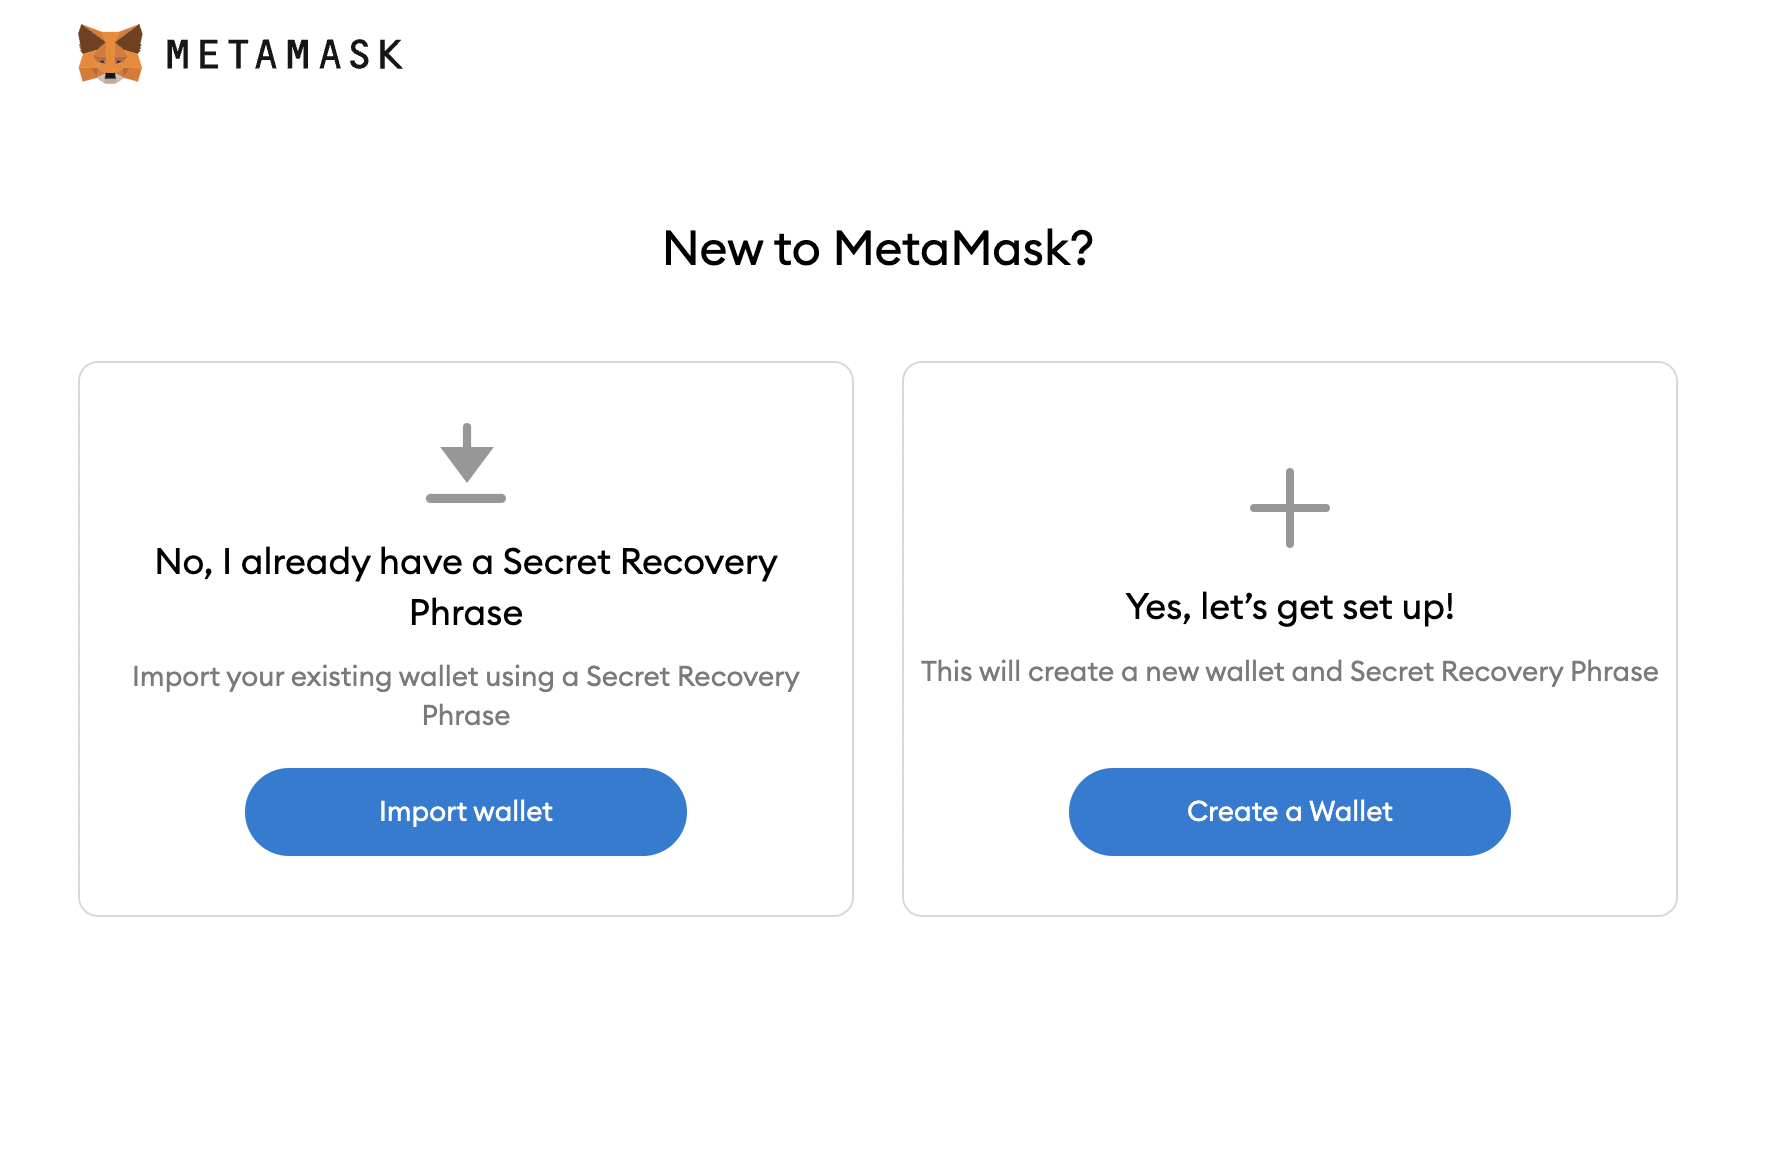 METAMASK
New to MetaMask?
No, I already have a Secret Recovery
Phrase
Import your existing wallet using a Secret Recovery
Phrase
Import wallet
Yes, let’s get set up!
This will create a new wallet and Secret Recovery Phrase
Create a Wallet